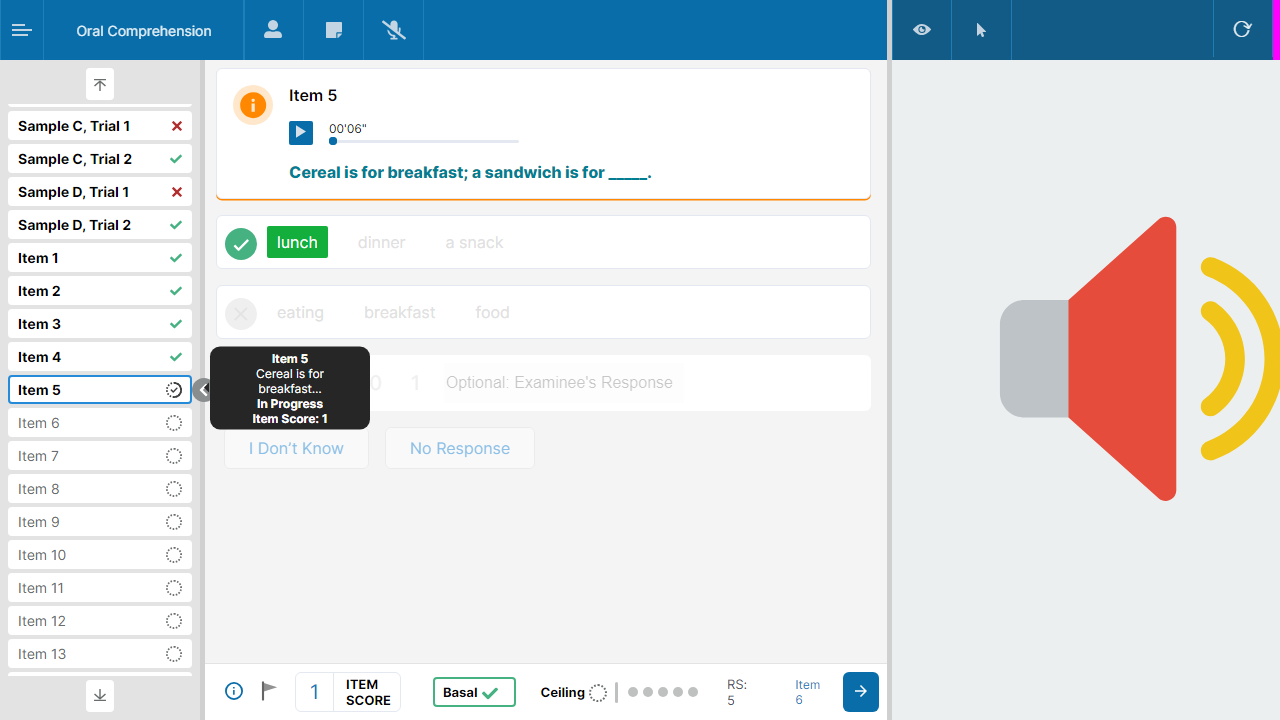 Oral Comprehension
Sample C, Trial 1
Sample C, Trial 2
Sample D, Trial 1
Sample D, Trial 2
Item 1
Item 2
Item 3
Item 4
Item 5
Item 6
Item 7
Item 8
Item 9
Item 10
Item 11
Item 12
Item 13
Item 5
00'06"
Cereal is for breakfast; a sandwich is for _____.
lunch dinner a snack
eating breakfast food
Item 5
Cereal is for
breakfast...
In Progress
Item Score: 1
0 1 Optional: Examinee's Response
I Don't Know No Response
1 ITEM
SCORE
Basal
Ceiling
RS:
5
Item
6